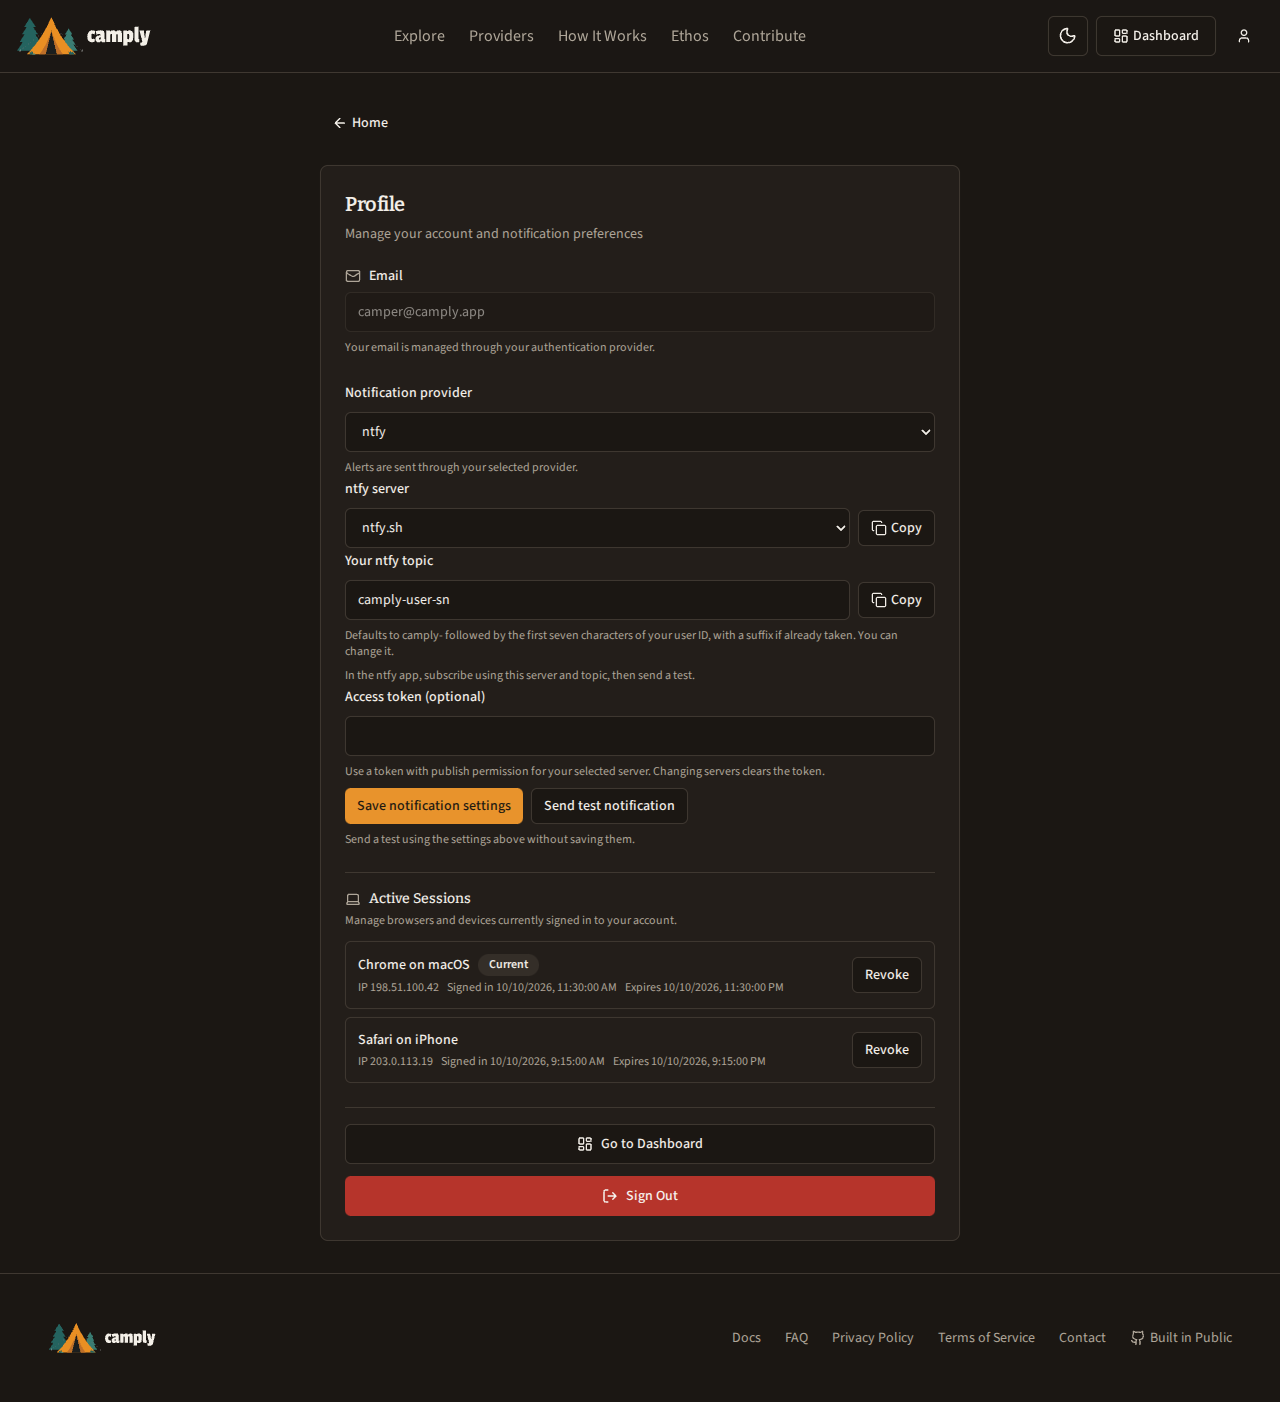 camply
Explore Providers How It Works Ethos Contribute
Dashboard
Home
Profile
Manage your account and notification preferences
Email
camper@camply.app
Your email is managed through your authentication provider.
Notification provider
ntfy
Alerts are sent through your selected provider.
ntfy server
ntfy.sh
Copy
Your ntfy topic
camply-user-sn
Copy
Defaults to camply- followed by the first seven characters of your user ID, with a suffix if already taken. You can
change it.
In the ntfy app, subscribe using this server and topic, then send a test.
Access token (optional)
Use a token with publish permission for your selected server. Changing servers clears the token.
Save notification settings
Send test notification
Send a test using the settings above without saving them.
Active Sessions
Manage browsers and devices currently signed in to your account.
Chrome on macOS Current
IP 198.51.100.42 Signed in 10/10/2026, 11:30:00 AM Expires 10/10/2026, 11:30:00 PM
Revoke
Safari on iPhone
IP 203.0.113.19 Signed in 10/10/2026, 9:15:00 AM Expires 10/10/2026, 9:15:00 PM
Revoke
Go to Dashboard
Sign Out
camply
Docs FAQ Privacy Policy Terms of Service Contact Built in Public